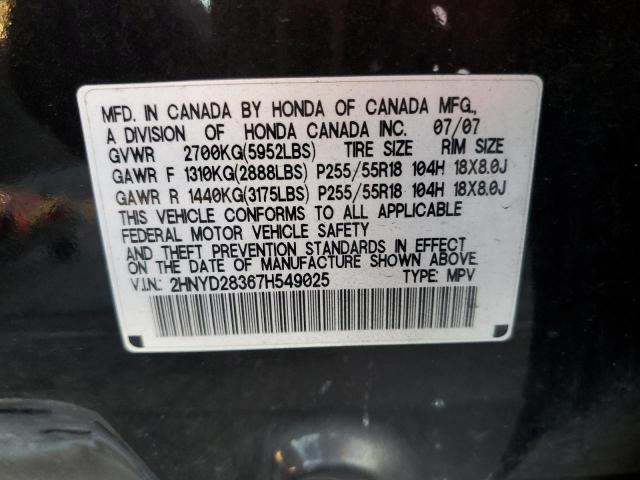 MFD. IN CANADA BY HONDA OF CANADA MFG.,
A DIVISION OF HONDA CANADA INC. 07/07
GVWR 2700KG(5952LBS) TIRE SIZE RIM SIZE
GAWR F 1310KG(2888LBS) P255/55R18 104H 18X8.0J
GAWR R 1440KG(3175LBS) P255/55R18 104H 18X8.0J
THIS VEHICLE CONFORMS TO ALL APPLICABLE
FEDERAL MOTOR VEHICLE SAFETY
AND THEFT PREVENTION STANDARDS IN EFFECT
ON THE DATE OF MANUFACTURE SHOWN ABOVE.
V.I.N.: 2HNYD28367H549025 TYPE: MPV